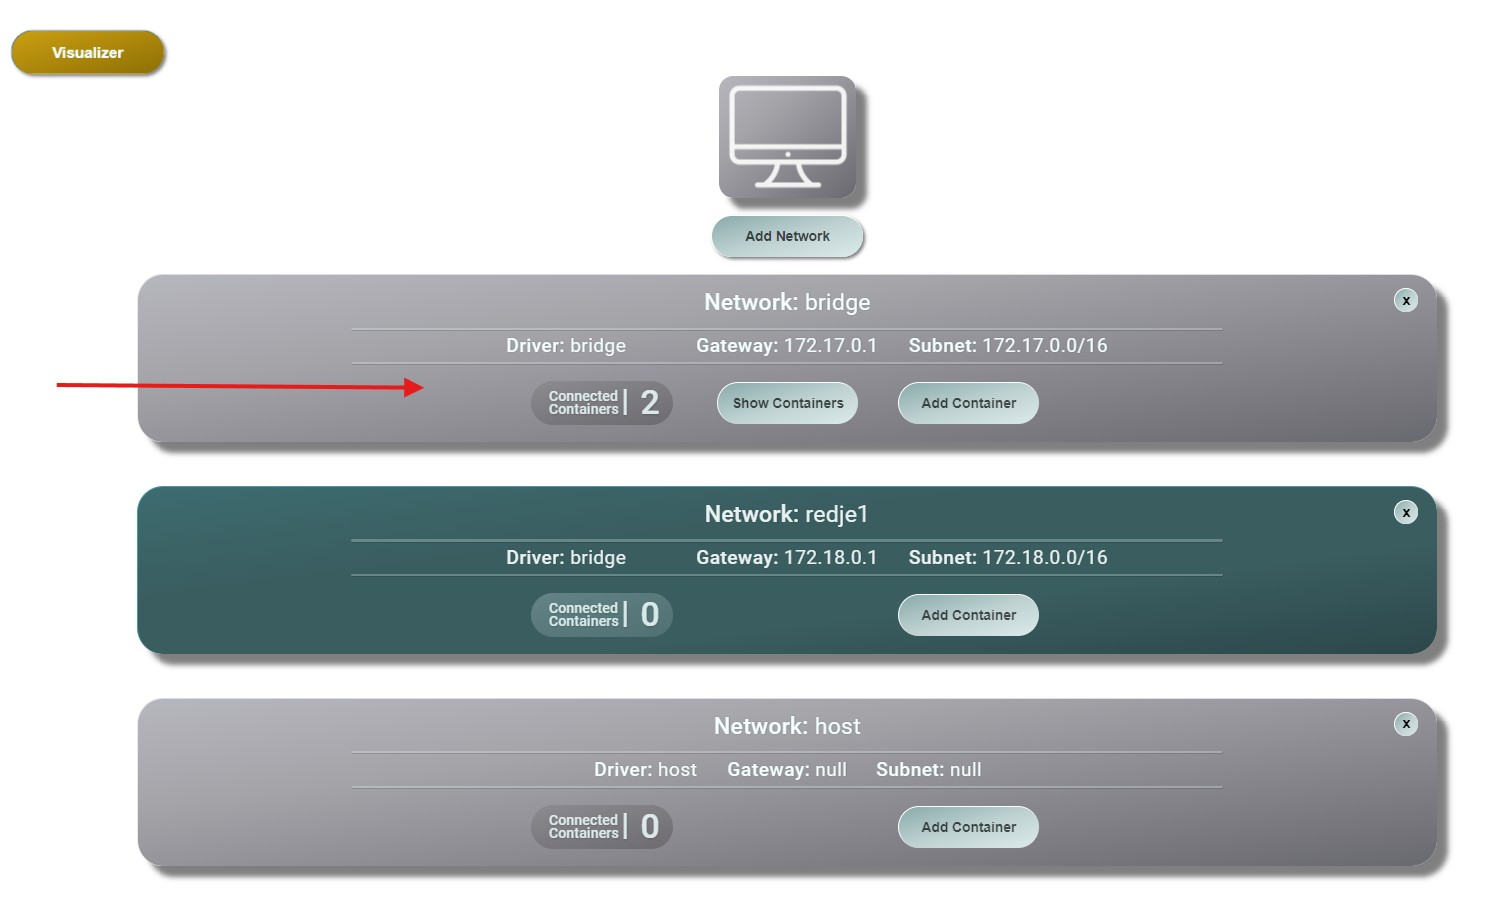 Visualizer
Add Network
Network: bridge
x
Driver: bridge Gateway: 172.17.0.1 Subnet: 172.17.0.0/16
Connected
Containers
2
Show Containers
Add Container
Network: redje1
x
Driver: bridge Gateway: 172.18.0.1 Subnet: 172.18.0.0/16
Connected
Containers
0
Add Container
Network: host
x
Driver: host Gateway: null Subnet: null
Connected
Containers
0
Add Container